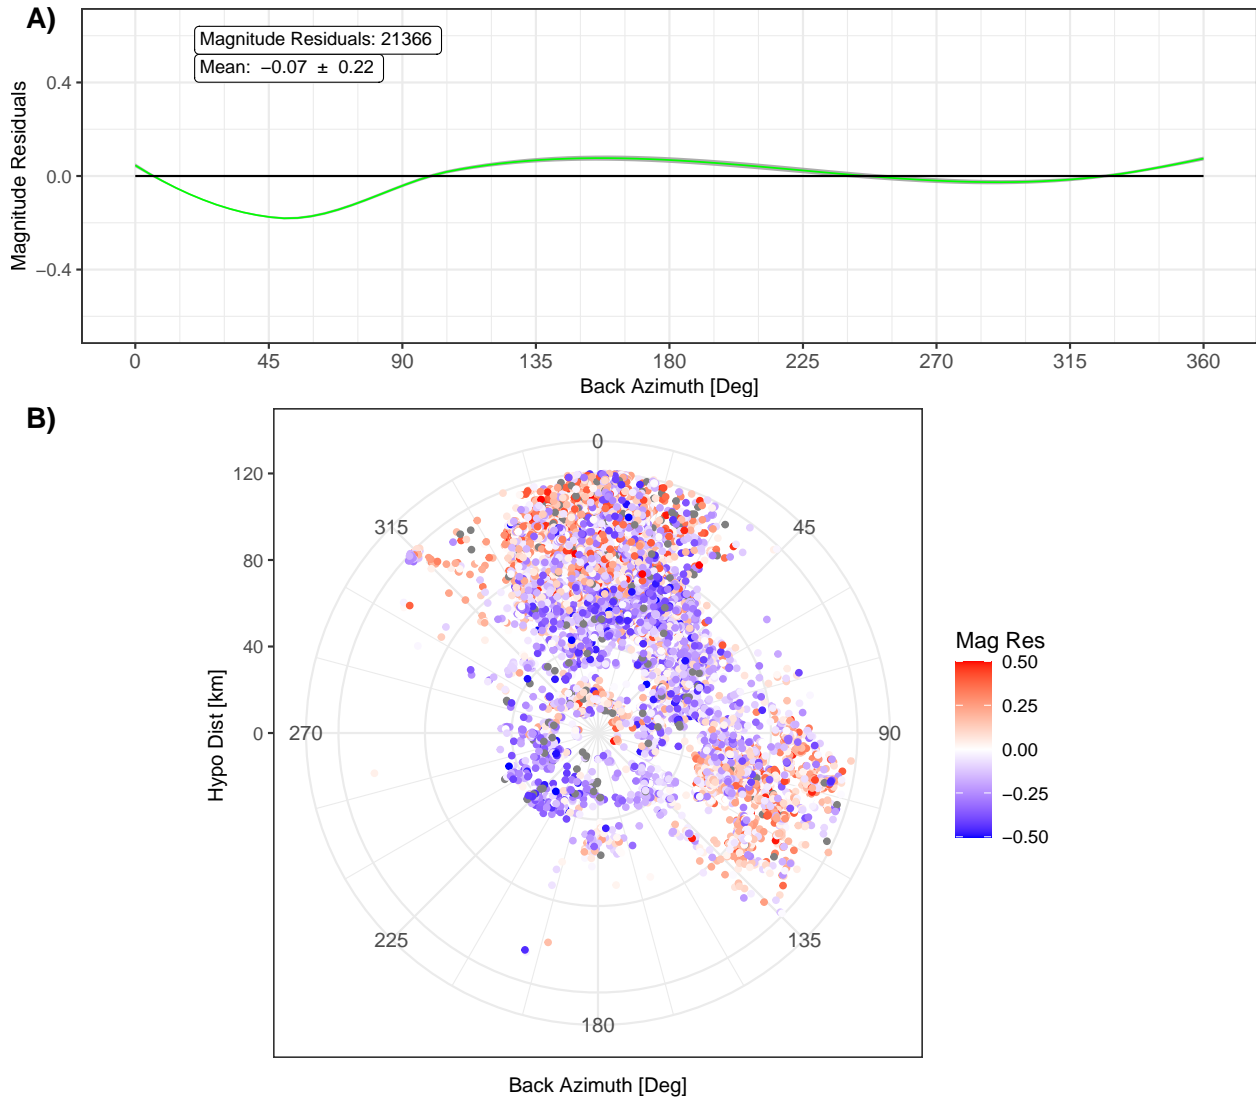 A)
Magnitude Residuals: 21366
Mean: −0.07 ± 0.22
Magnitude Residuals
0.4
0.0
−0.4
0 45 90 135 180 225 270 315 360
Back Azimuth [Deg]
B)
Hypo Dist [km]
120
80
40
0
0
45
90
135
180
225
270
315
Back Azimuth [Deg]
Mag Res
0.50
0.25
0.00
−0.25
−0.50